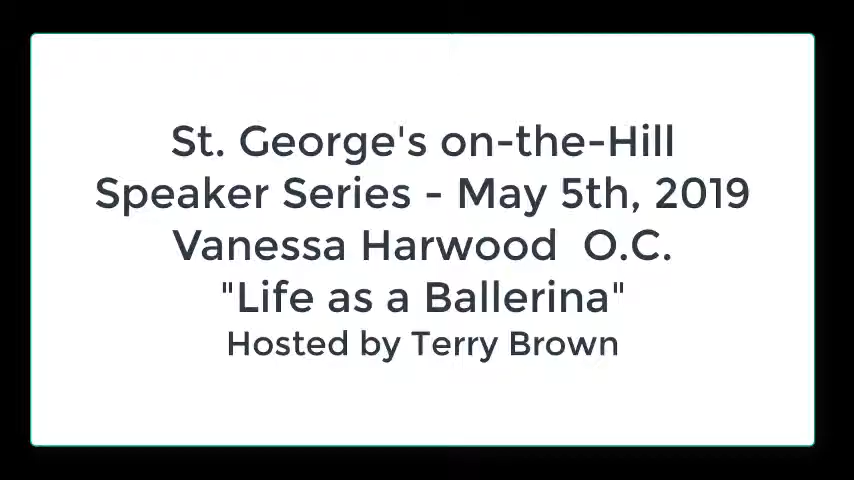 St. George's on-the-Hill
Speaker Series - May 5th, 2019
Vanessa Harwood  O.C.
"Life as a Ballerina"
Hosted by Terry Brown